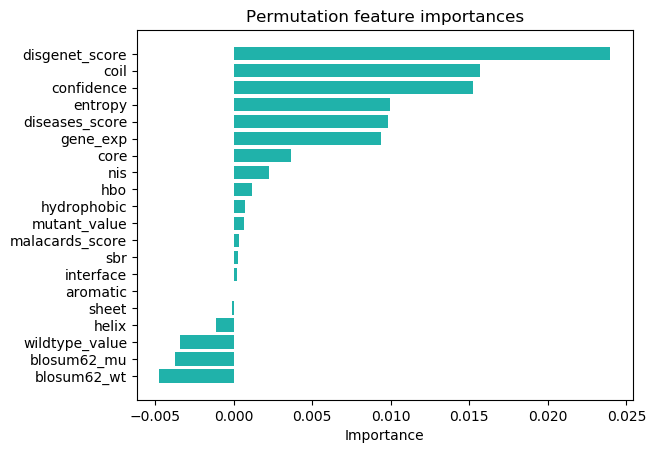 Permutation feature importances
disgenet_score
coil
confidence
entropy
diseases_score
gene_exp
core
nis
hbo
hydrophobic
mutant_value
malacards_score
sbr
interface
aromatic
sheet
helix
wildtype_value
blosum62_mu
blosum62_wt
−0.005 0.000 0.005 0.010 0.015 0.020 0.025
Importance